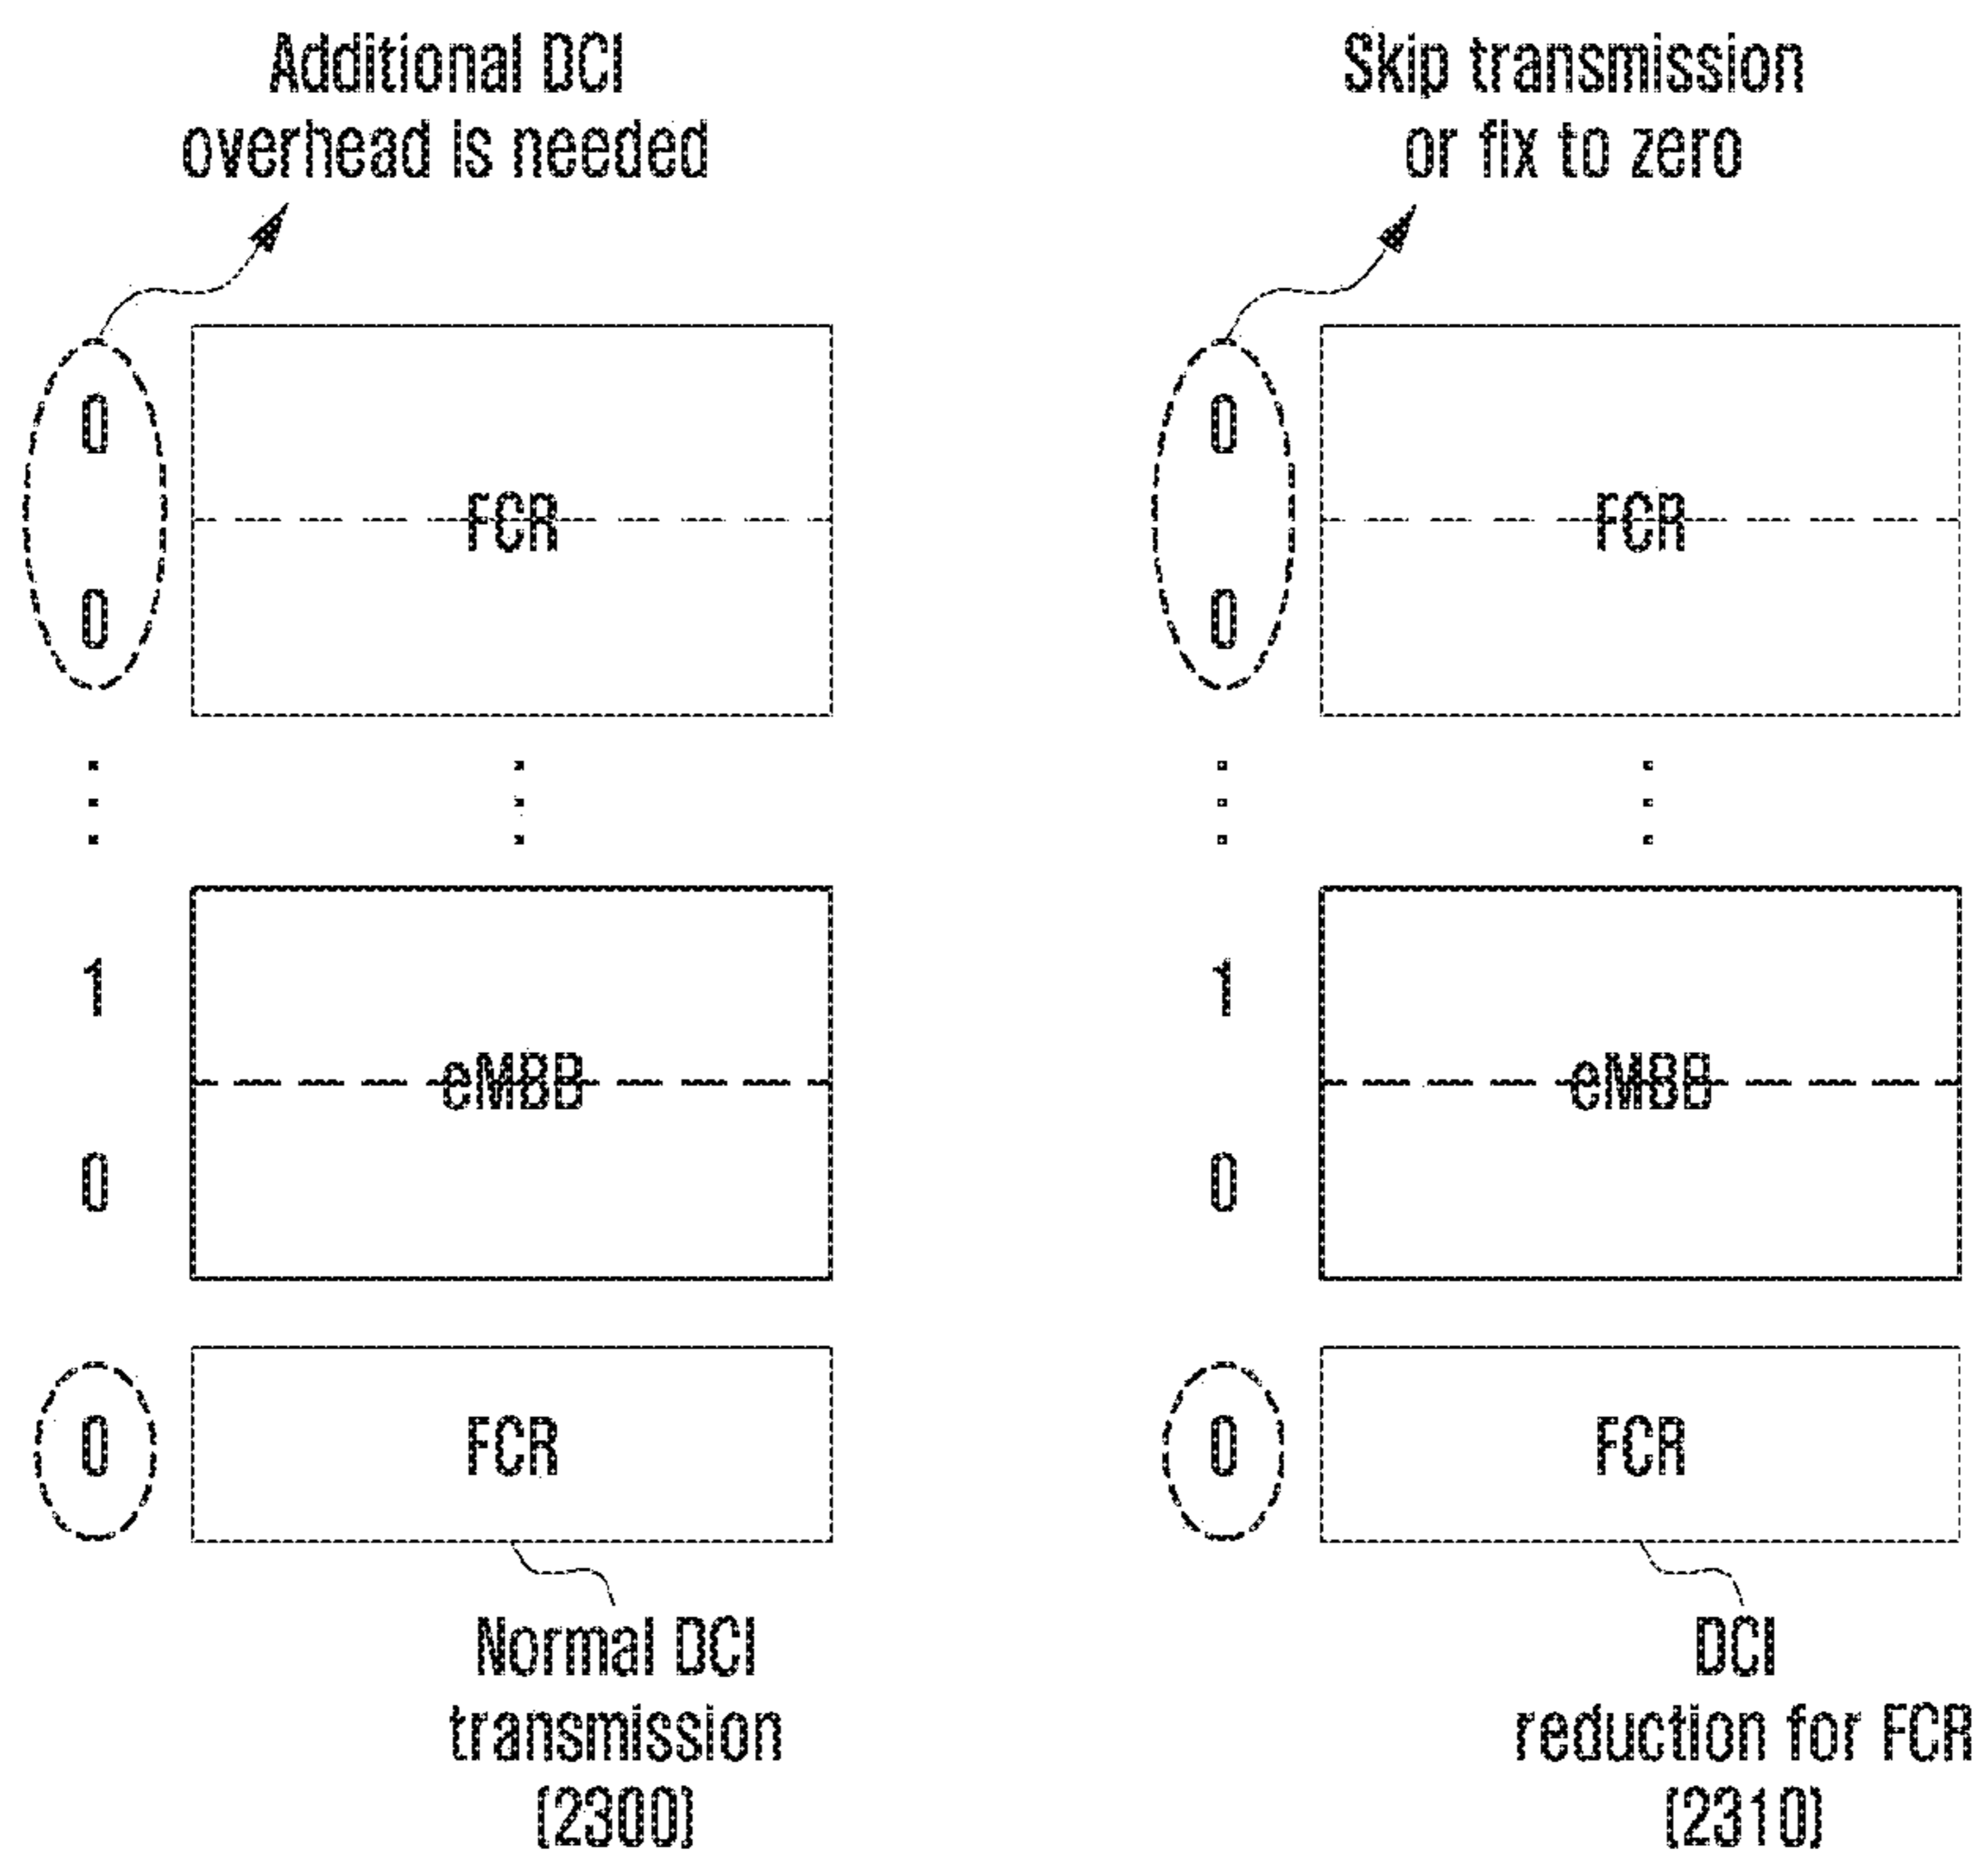 Additional DCI
overhead is needed
0
FCR
0
1
eMBB
0
0
FCR
Normal DCI
transmission
(2300)
Skip transmission
or fix to zero
0
FCR
0
1
eMBB
0
0
FCR
DCI
reduction for FCR
(2310)